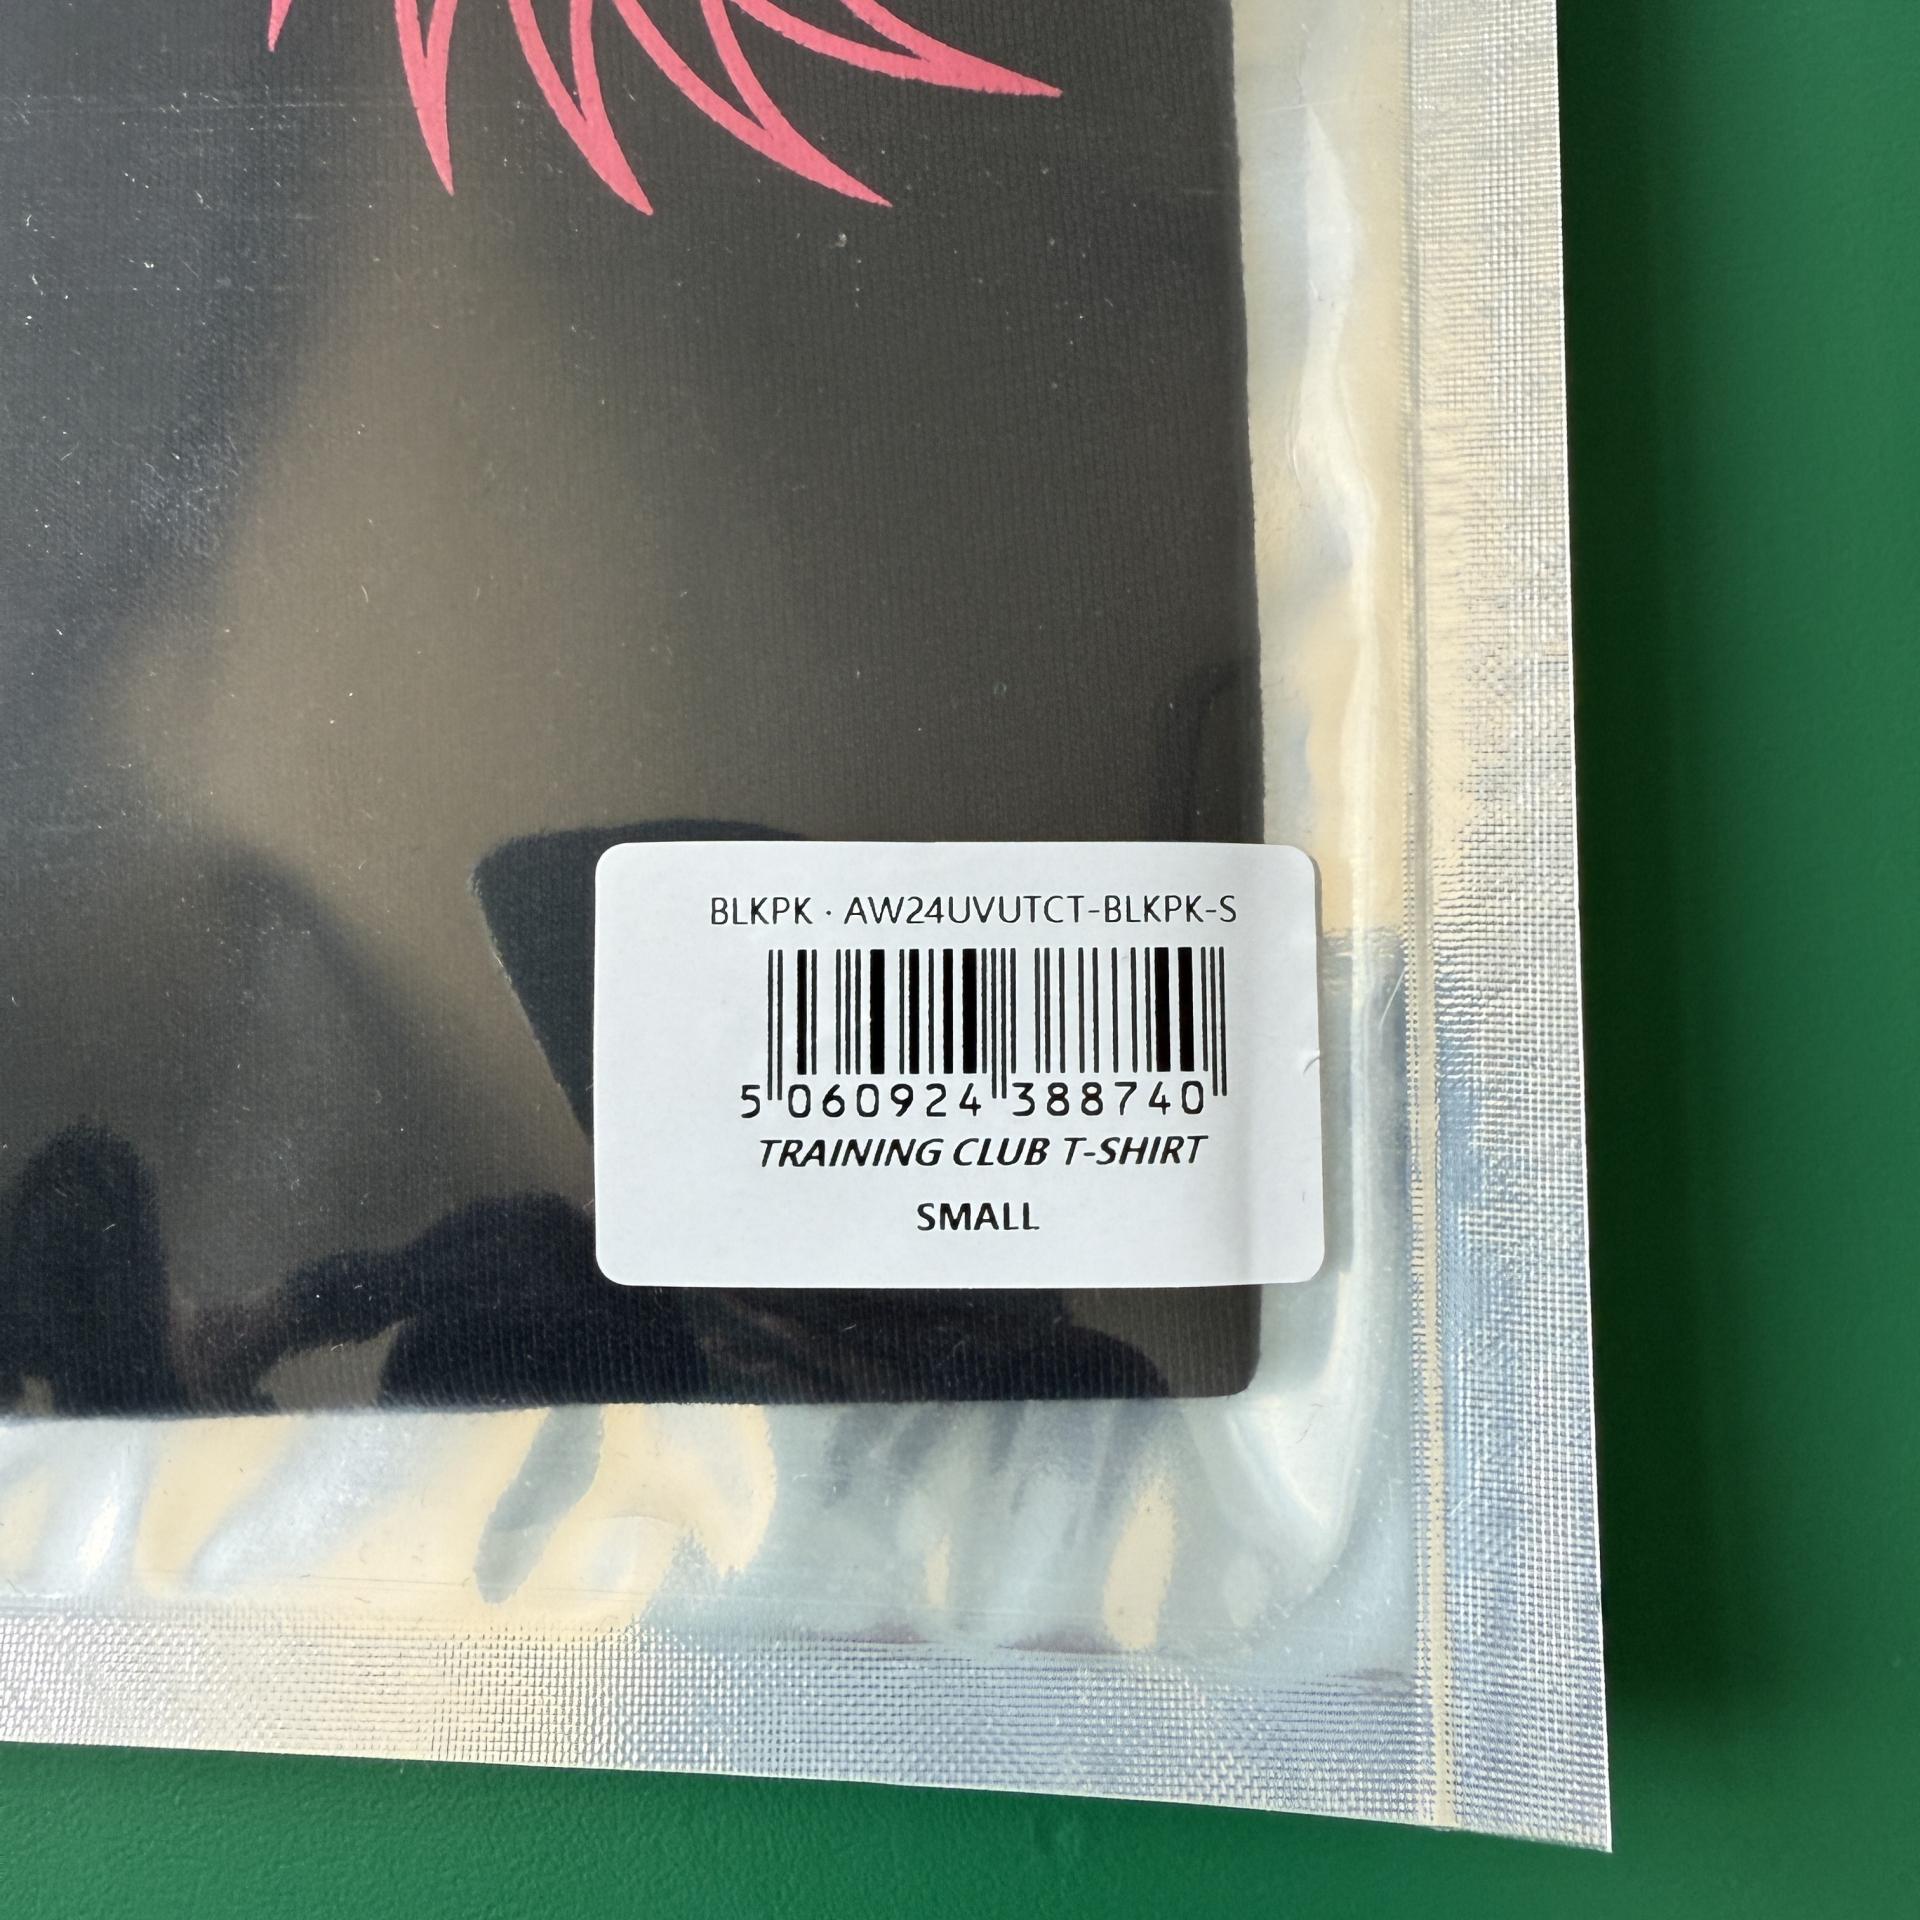 BLKPK · AW24UVUTCT-BLKPK-S
5 060924 388740
TRAINING CLUB T-SHIRT
SMALL